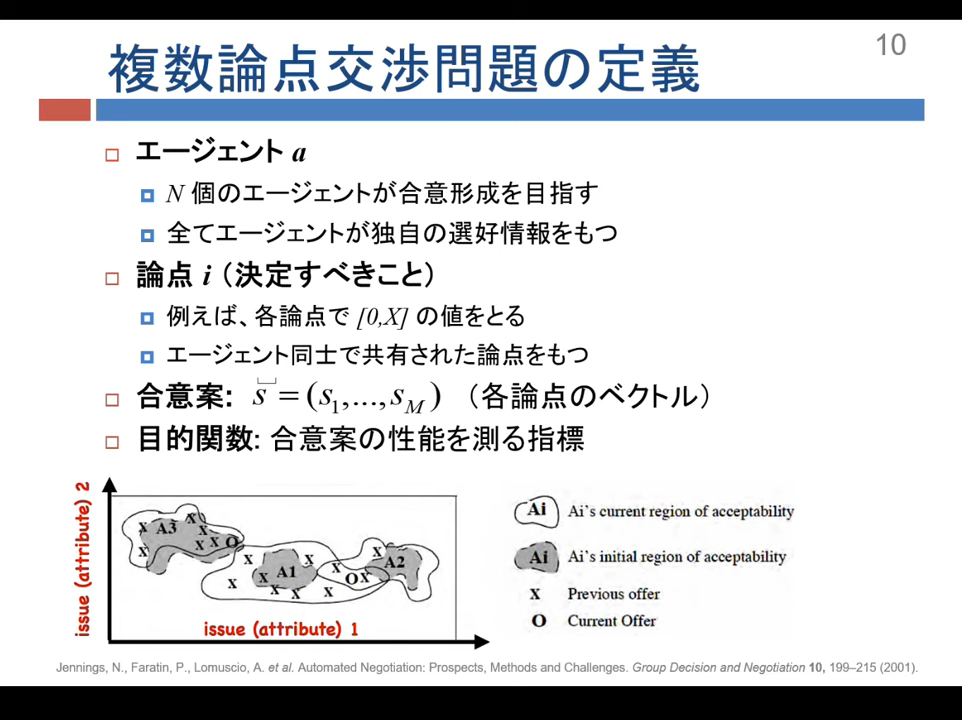 10
複数論点交渉問題の定義
エージェント a
N 個のエージェントが合意形成を目指す
全てエージェントが独自の選好情報をもつ
論点 i （決定すべきこと）
例えば、各論点で [0,X] の値をとる
エージェント同士で共有された論点をもつ
合意案: s = (s1,...,sM) （各論点のベクトル）
目的関数: 合意案の性能を測る指標
issue (attribute) 2
A3 X X X X X X O
A1 X X X X X X X
A2 X X O X
issue (attribute) 1
Ai Ai's current region of acceptability
Ai Ai's initial region of acceptability
X Previous offer
O Current Offer
Jennings, N., Faratin, P., Lomuscio, A. et al. Automated Negotiation: Prospects, Methods and Challenges. Group Decision and Negotiation 10, 199–215 (2001).